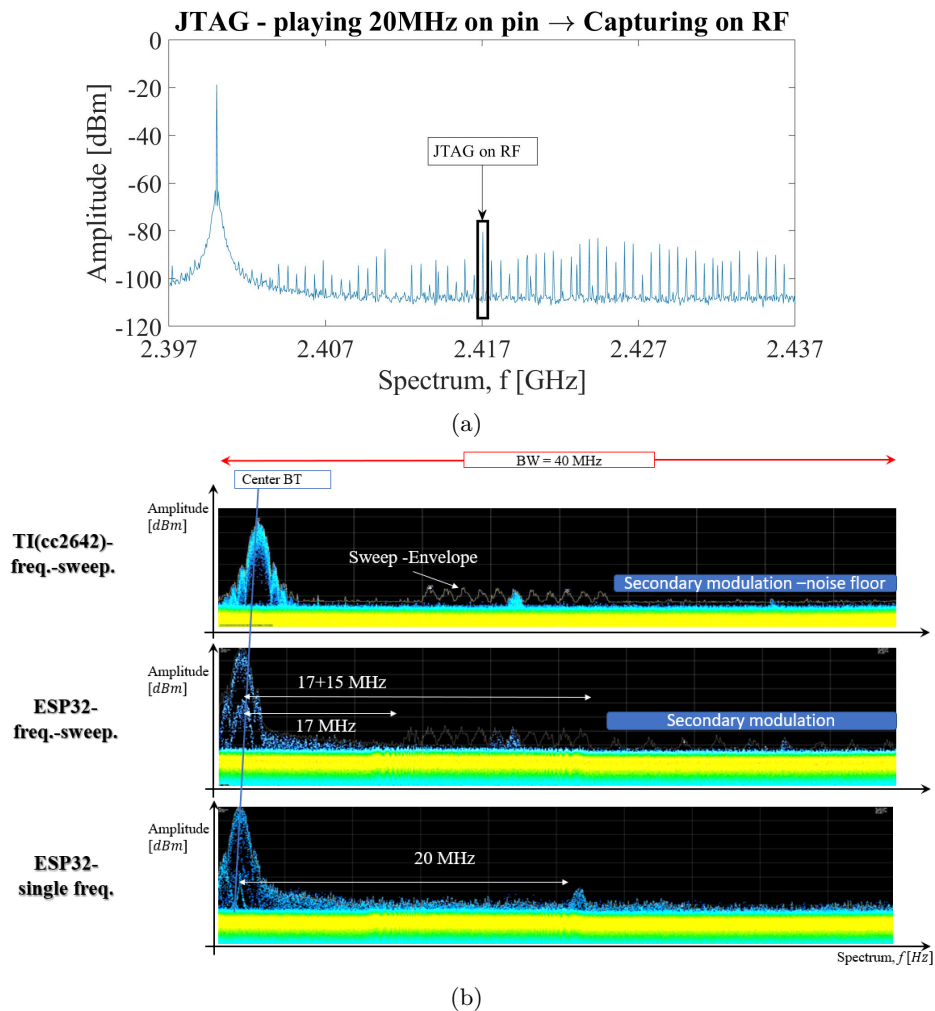 JTAG - playing 20MHz on pin → Capturing on RF
Amplitude [dBm]
0
-20
-40
-60
-80
-100
-120
JTAG on RF
2.397
2.407
2.417
2.427
2.437
Spectrum, f [GHz]
(a)
BW = 40 MHz
Center BT
Amplitude
[dBm]
TI(cc2642)-
freq.-sweep.
Sweep -Envelope
Secondary modulation –noise floor
Amplitude
[dBm]
ESP32-
freq.-sweep.
17+15 MHz
17 MHz
Secondary modulation
Amplitude
[dBm]
ESP32-
single freq.
20 MHz
Spectrum, f [Hz]
(b)